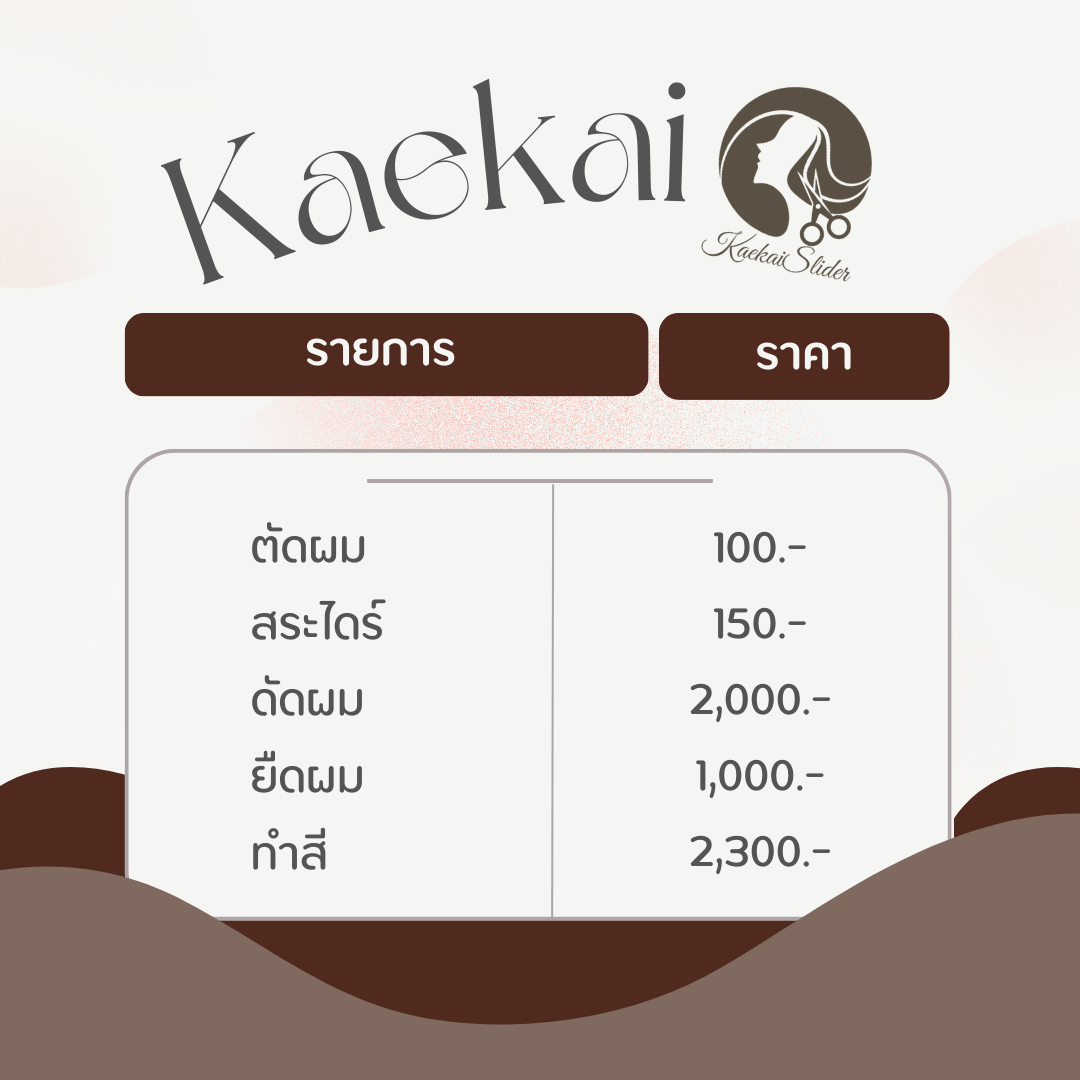 Kaekai
KaekaiSlider
รายการ ราคา
ตัดผม 100.-
สระไดร์ 150.-
ดัดผม 2,000.-
ยืดผม 1,000.-
ทำสี 2,300.-